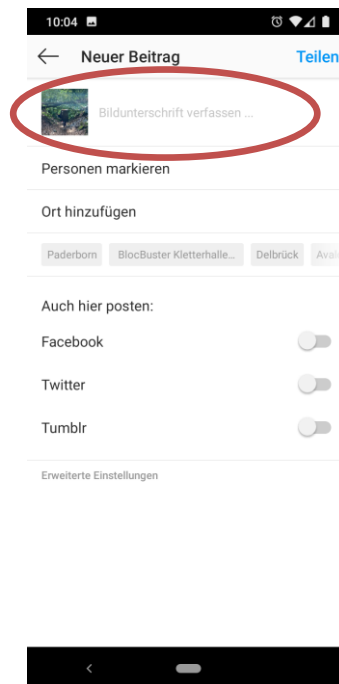 10:04
Neuer Beitrag Teilen
Bildunterschrift verfassen ...
Personen markieren
Ort hinzufügen
Paderborn BlocBuster Kletterhalle... Delbrück
Auch hier posten:
Facebook
Twitter
Tumblr
Erweiterte Einstellungen